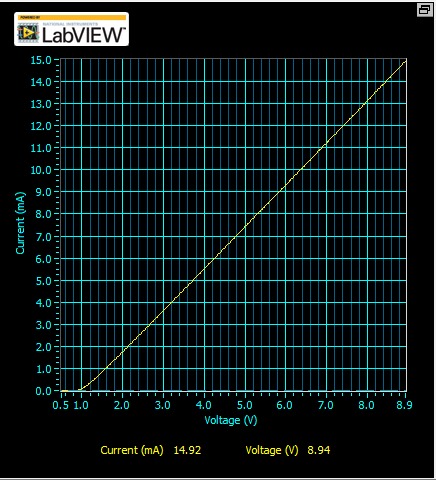 POWERED BY
NATIONAL INSTRUMENTS
LabVIEW™
15.0
14.0
13.0
12.0
11.0
10.0
9.0
8.0
7.0
6.0
5.0
4.0
3.0
2.0
1.0
0.0
Current (mA)
0.5 1.0 2.0 3.0 4.0 5.0 6.0 7.0 8.0 8.9
Voltage (V)
Current (mA) 14.92 Voltage (V) 8.94